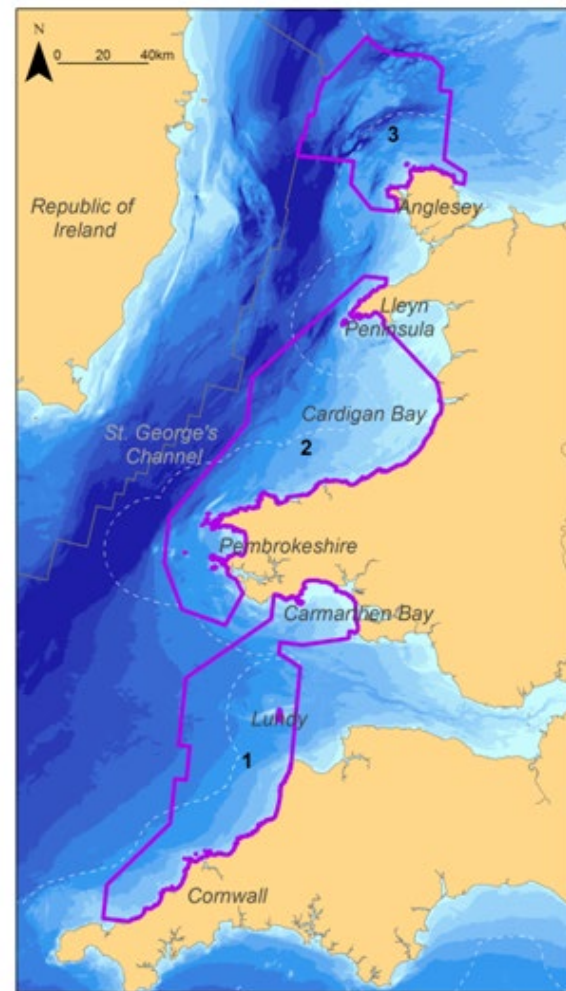 N
0 20 40km
3
Republic of
Ireland
Anglesey
Lleyn
Peninsula
Cardigan Bay
St. George's
Channel
2
Pembrokeshire
Carmarthen Bay
Lundy
1
Cornwall